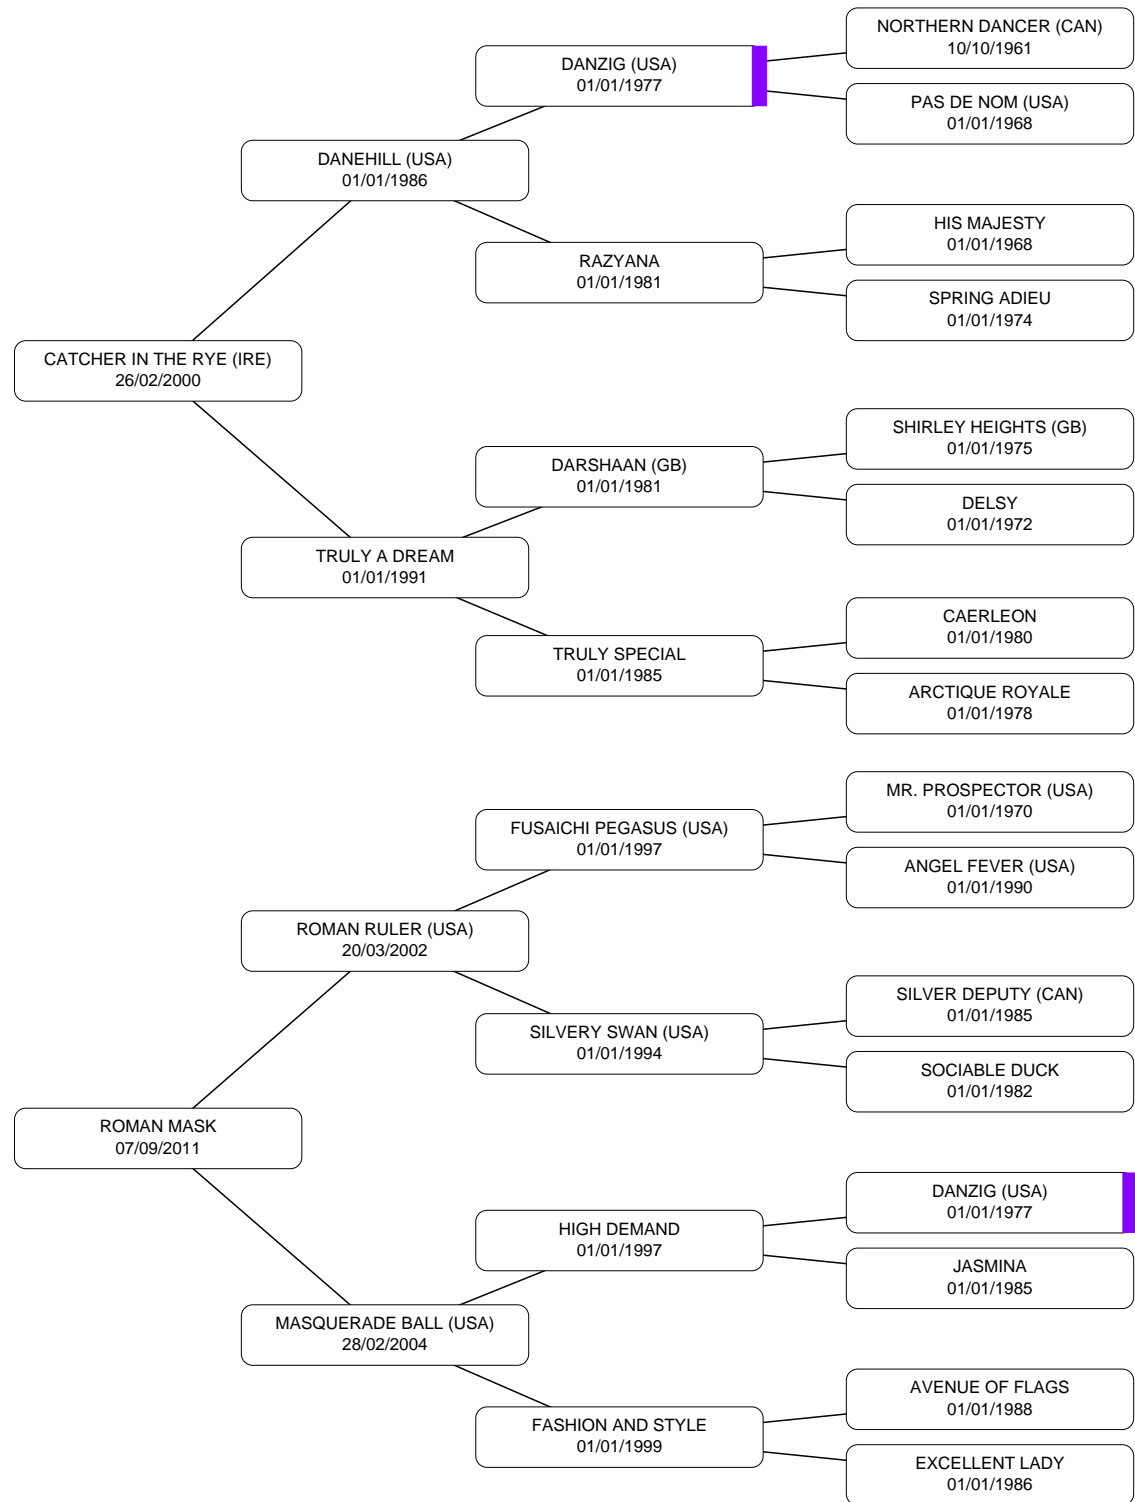 NORTHERN DANCER (CAN)
10/10/1961
DANZIG (USA)
01/01/1977
PAS DE NOM (USA)
01/01/1968
DANEHILL (USA)
01/01/1986
HIS MAJESTY
01/01/1968
RAZYANA
01/01/1981
SPRING ADIEU
01/01/1974
CATCHER IN THE RYE (IRE)
26/02/2000
SHIRLEY HEIGHTS (GB)
01/01/1975
DARSHAAN (GB)
01/01/1981
DELSY
01/01/1972
TRULY A DREAM
01/01/1991
CAERLEON
01/01/1980
TRULY SPECIAL
01/01/1985
ARCTIQUE ROYALE
01/01/1978
MR. PROSPECTOR (USA)
01/01/1970
FUSAICHI PEGASUS (USA)
01/01/1997
ANGEL FEVER (USA)
01/01/1990
ROMAN RULER (USA)
20/03/2002
SILVER DEPUTY (CAN)
01/01/1985
SILVERY SWAN (USA)
01/01/1994
SOCIABLE DUCK
01/01/1982
ROMAN MASK
07/09/2011
DANZIG (USA)
01/01/1977
HIGH DEMAND
01/01/1997
JASMINA
01/01/1985
MASQUERADE BALL (USA)
28/02/2004
AVENUE OF FLAGS
01/01/1988
FASHION AND STYLE
01/01/1999
EXCELLENT LADY
01/01/1986